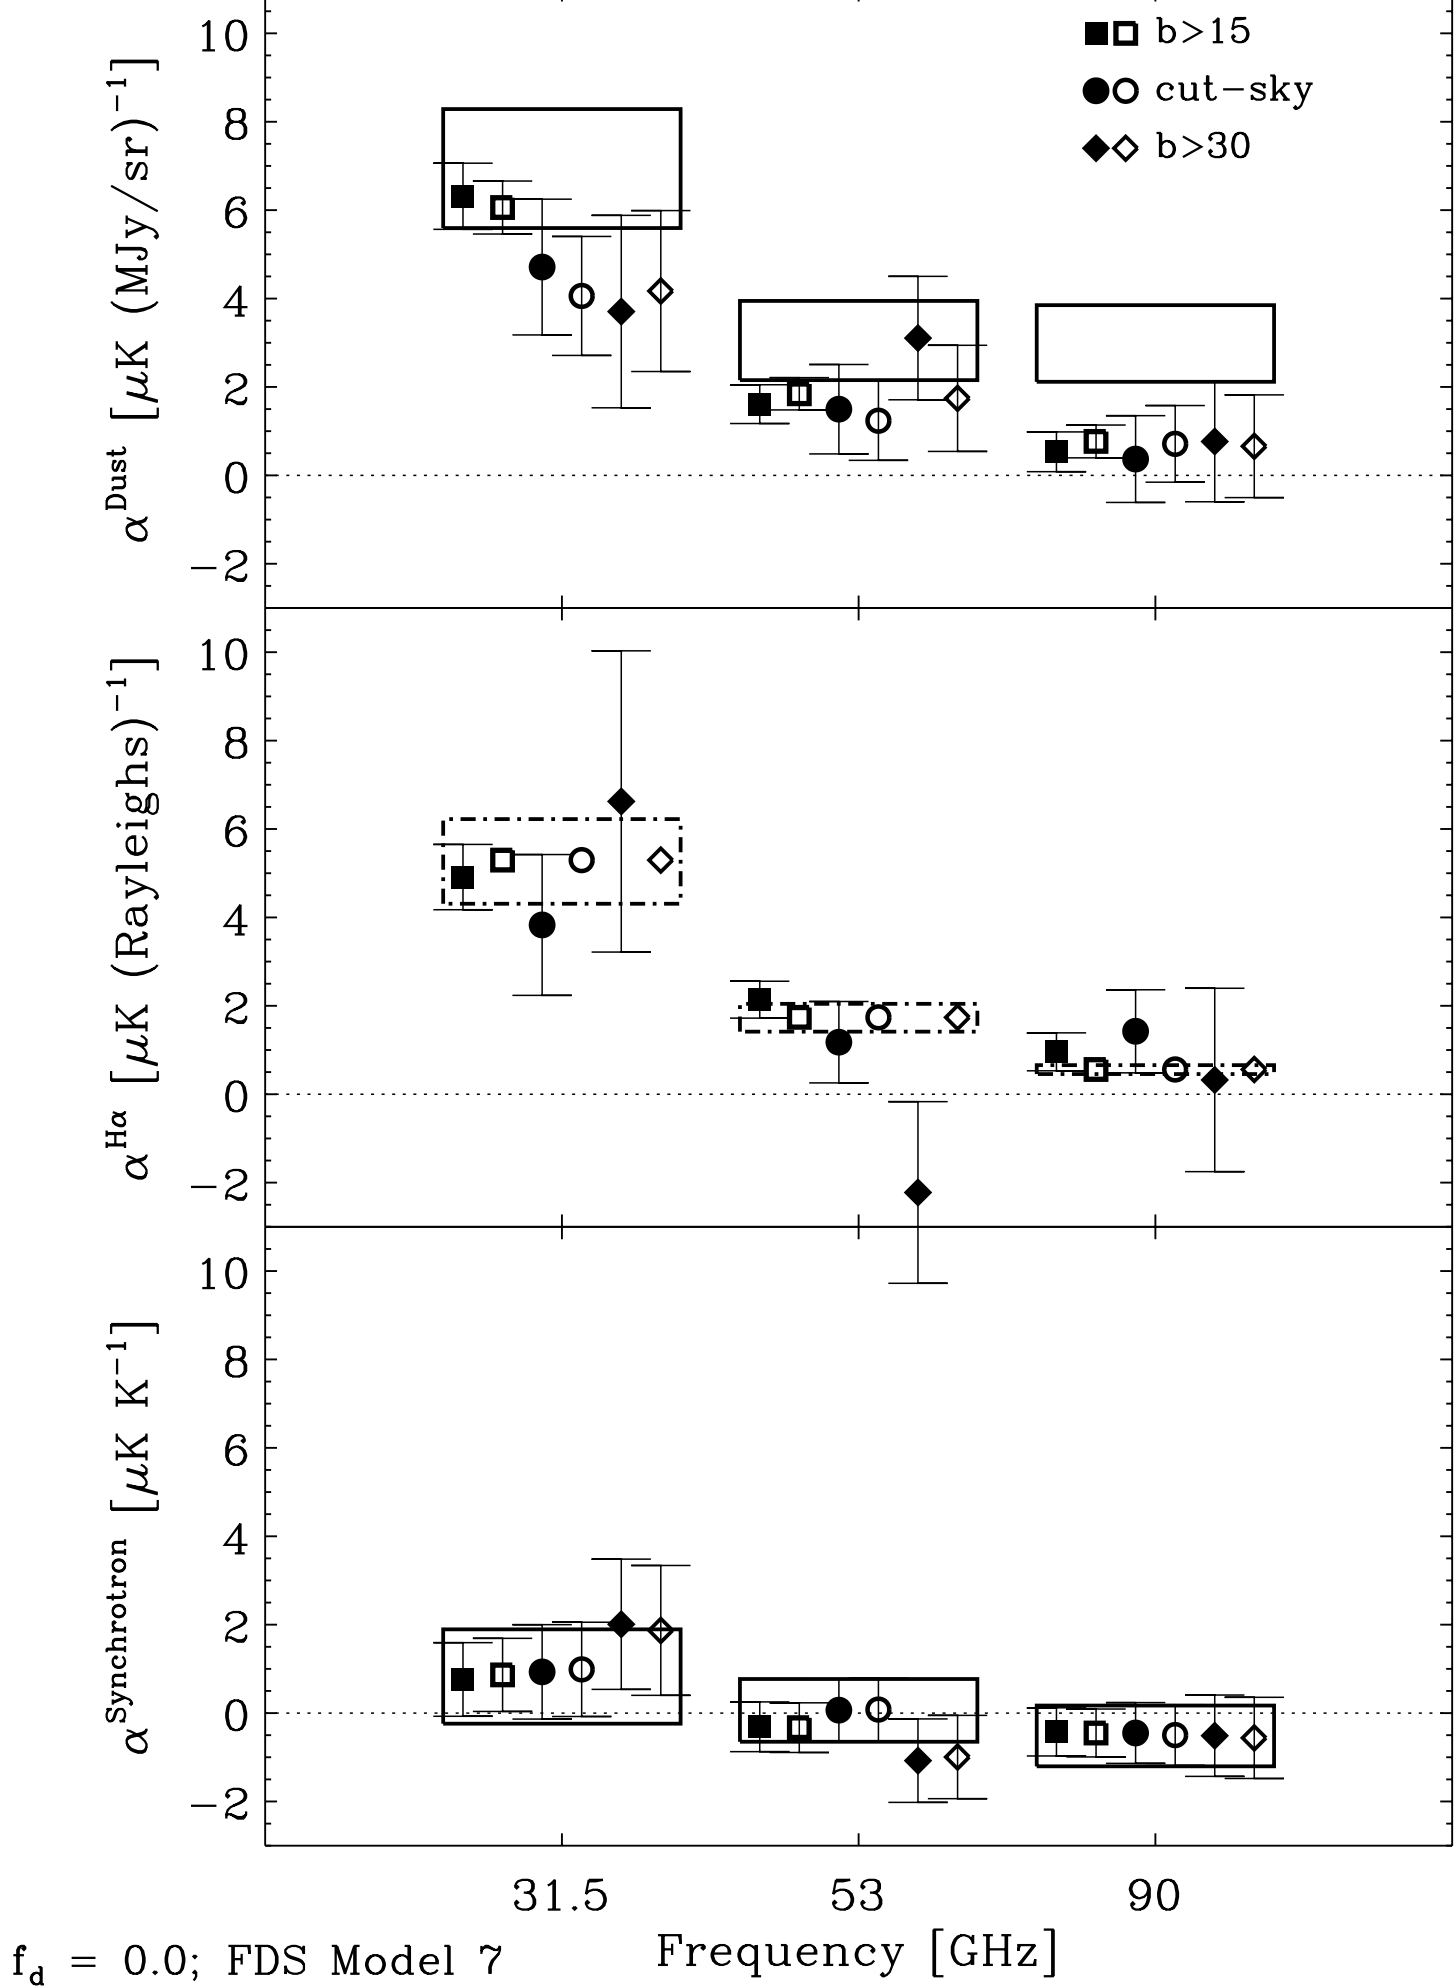 b>15
cut-sky
b>30
10
8
6
4
2
0
-2
α^Dust [μK (MJy/sr)^-1]
10
8
6
4
2
0
-2
α^Hα [μK (Rayleighs)^-1]
10
8
6
4
2
0
-2
α^Synchrotron [μK K^-1]
31.5 53 90
Frequency [GHz]
f_d = 0.0; FDS Model 7